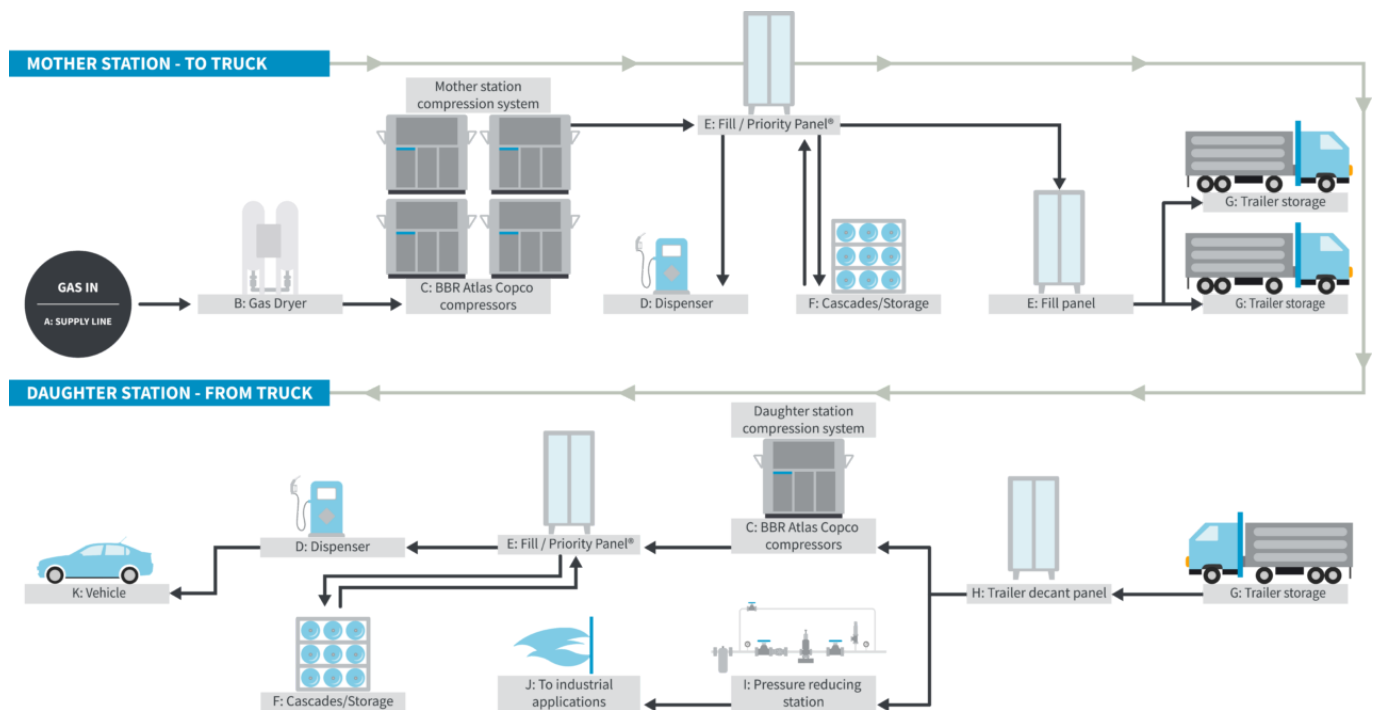 MOTHER STATION - TO TRUCK
Mother station
compression system
E: Fill / Priority Panel®
G: Trailer storage
GAS IN
A: SUPPLY LINE
B: Gas Dryer
C: BBR Atlas Copco
compressors
D: Dispenser
F: Cascades/Storage
E: Fill panel
G: Trailer storage
DAUGHTER STATION - FROM TRUCK
Daughter station
compression system
C: BBR Atlas Copco
compressors
E: Fill / Priority Panel®
D: Dispenser
K: Vehicle
H: Trailer decant panel
G: Trailer storage
F: Cascades/Storage
J: To industrial
applications
I: Pressure reducing
station